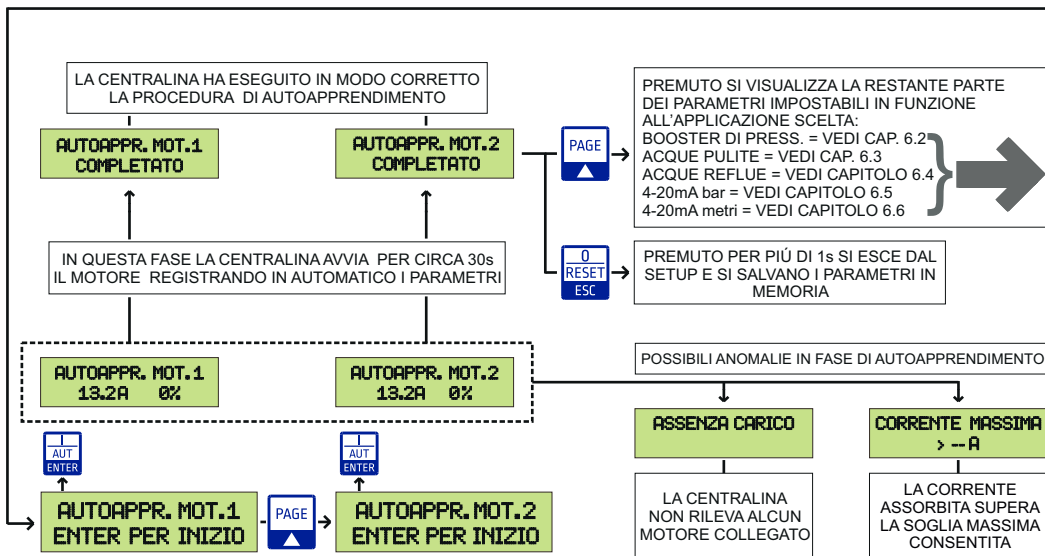 LA CENTRALINA HA ESEGUITO IN MODO CORRETTO
LA PROCEDURA DI AUTOAPPRENDIMENTO
AUTOAPPR. MOT.1
COMPLETATO
AUTOAPPR. MOT.2
COMPLETATO
PAGE
PREMUTO SI VISUALIZZA LA RESTANTE PARTE
DEI PARAMETRI IMPOSTABILI IN FUNZIONE
ALL'APPLICAZIONE SCELTA:
BOOSTER DI PRESS. = VEDI CAP. 6.2
ACQUE PULITE = VEDI CAP. 6.3
ACQUE REFLUE = VEDI CAPITOLO 6.4
4-20mA bar = VEDI CAPITOLO 6.5
4-20mA metri = VEDI CAPITOLO 6.6
IN QUESTA FASE LA CENTRALINA AVVIA PER CIRCA 30s
IL MOTORE REGISTRANDO IN AUTOMATICO I PARAMETRI
0
RESET
ESC
PREMUTO PER PIÚ DI 1s SI ESCE DAL
SETUP E SI SALVANO I PARAMETRI IN
MEMORIA
AUTOAPPR. MOT.1
13.2A 0%
AUTOAPPR. MOT.2
13.2A 0%
POSSIBILI ANOMALIE IN FASE DI AUTOAPPRENDIMENTO
ASSENZA CARICO
CORRENTE MASSIMA
> --A
LA CENTRALINA
NON RILEVA ALCUN
MOTORE COLLEGATO
LA CORRENTE
ASSORBITA SUPERA
LA SOGLIA MASSIMA
CONSENTITA
I
AUT
ENTER
I
AUT
ENTER
AUTOAPPR. MOT.1
ENTER PER INIZIO
PAGE
AUTOAPPR. MOT.2
ENTER PER INIZIO